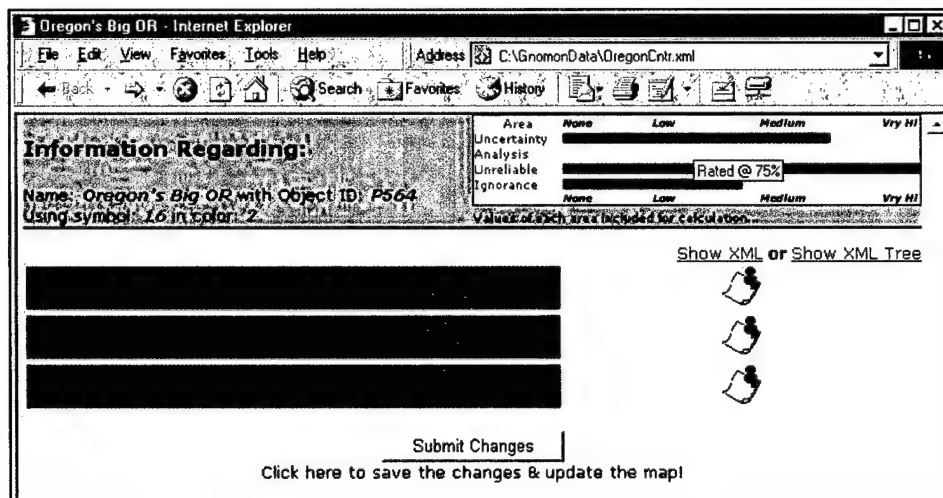 Oregon's Big OR - Internet Explorer
File Edit View Favorites Tools Help Address C:\GnomonData\OregonCntr.xml
Back Search Favorites History
Information Regarding:
Name: Oregon's Big OR with Object ID: P564
Using symbol: 16 in color: 2
Area None Low Medium Vry Hi
Uncertainty
Analysis
Unreliable
Rated @ 75%
Ignorance
None Low Medium Vry Hi
Values of each area included for calculation...
Show XML or Show XML Tree
Submit Changes
Click here to save the changes & update the map!